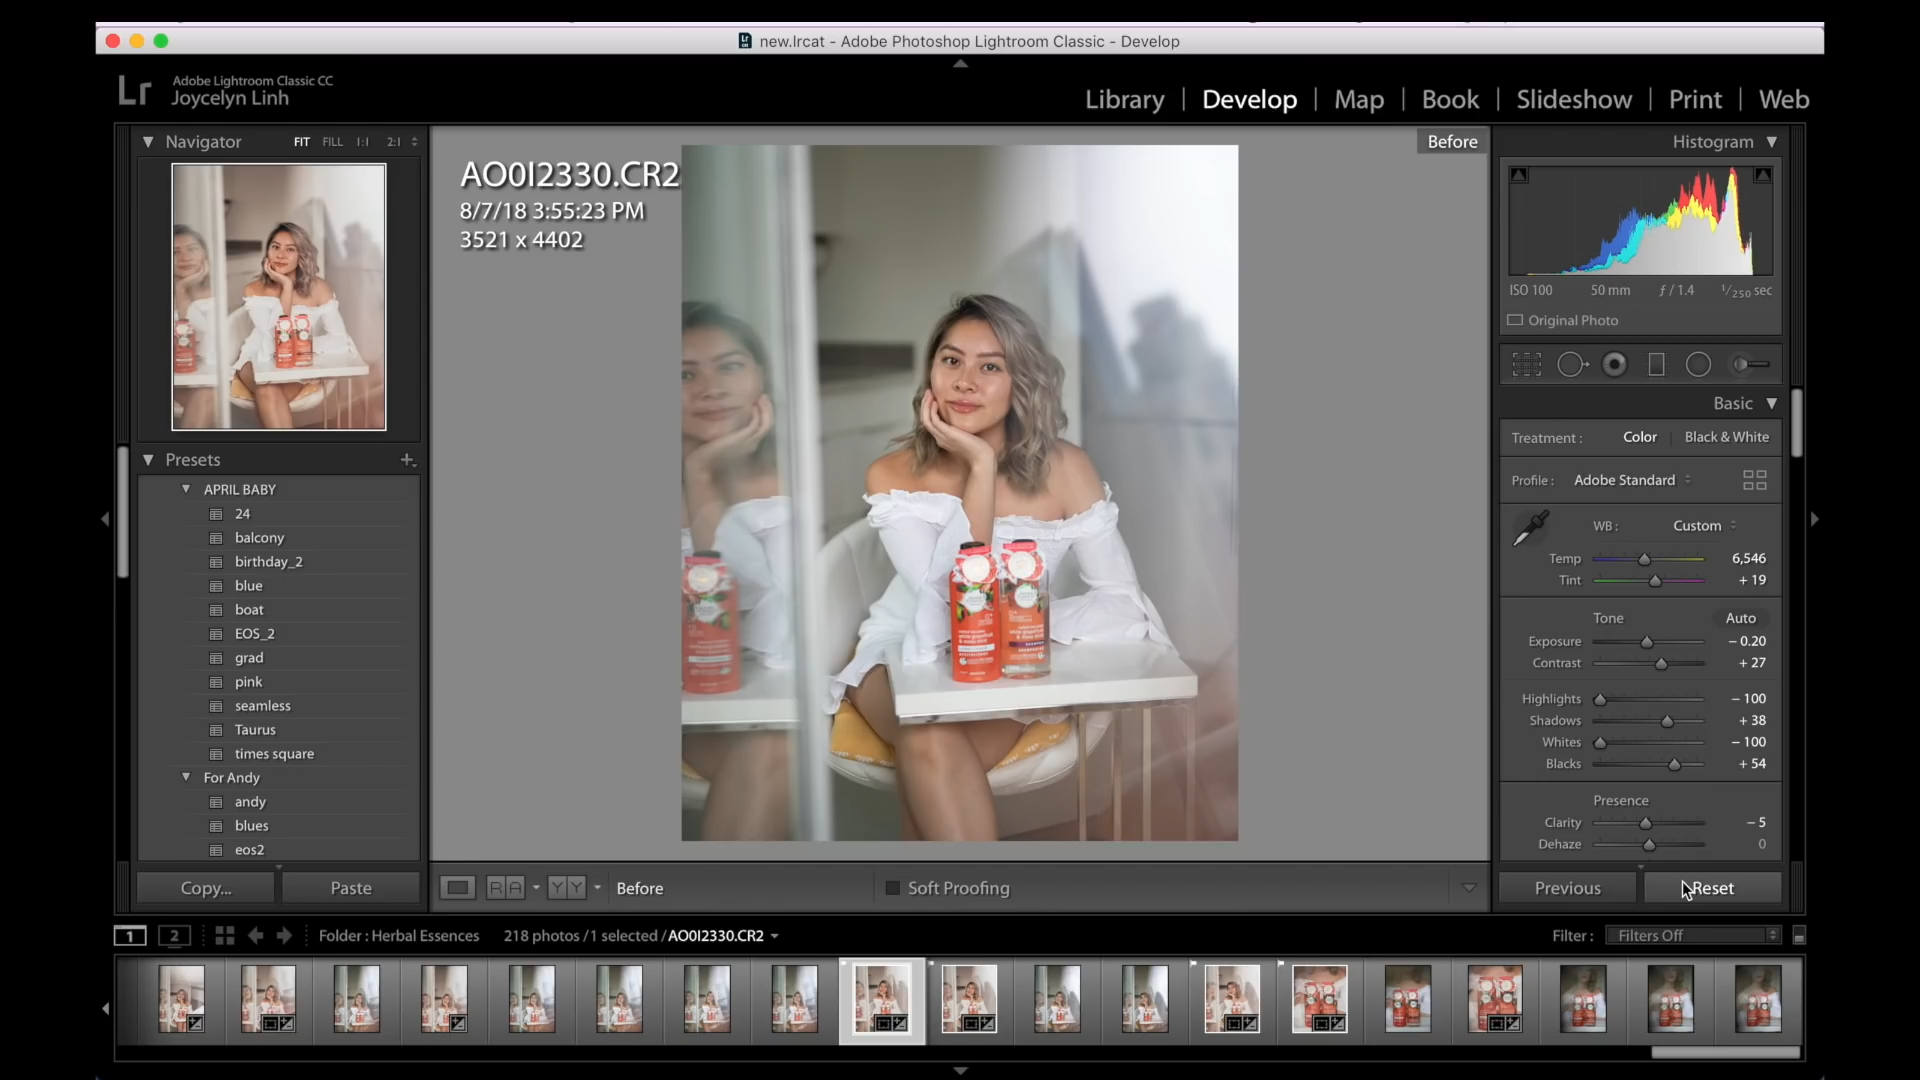 new.lrcat - Adobe Photoshop Lightroom Classic - Develop
Lr
Adobe Lightroom Classic CC
Joycelyn Linh
Library | Develop | Map | Book | Slideshow | Print | Web
Navigator FIT FILL 1:1 2:1
Before
Histogram
AO0I2330.CR2
8/7/18 3:55:23 PM
3521 x 4402
ISO 100 50 mm ƒ / 1.4 1/250 sec
Original Photo
Basic
Treatment : Color | Black & White
Profile : Adobe Standard
WB : Custom
Temp 6,546
Tint + 19
Tone Auto
Exposure – 0.20
Contrast + 27
Highlights – 100
Shadows + 38
Whites – 100
Blacks + 54
Presence
Clarity – 5
Dehaze 0
Presets
APRIL BABY
24
balcony
birthday_2
blue
boat
EOS_2
grad
pink
seamless
Taurus
times square
For Andy
andy
blues
eos2
Copy... Paste
R A Y Y Before Soft Proofing
Previous Reset
1 2 Folder : Herbal Essences 218 photos / 1 selected / AO0I2330.CR2
Filter : Filters Off